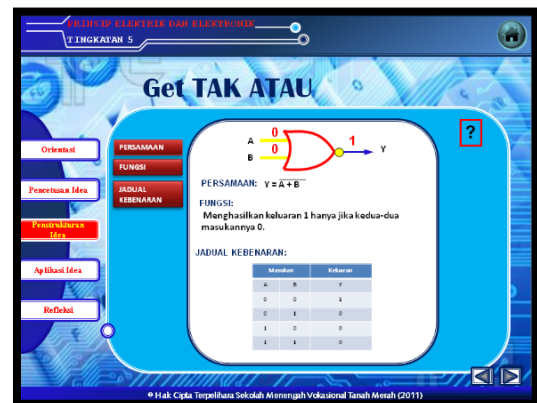 PRINSIP ELEKTRIK DAN ELEKTRONIK
TINGKATAN 5
Get TAK ATAU
?
Orientasi
Pencetusan Idea
Penstrukturan
Idea
Aplikasi Idea
Refleksi
PERSAMAAN
FUNGSI
JADUAL
KEBENARAN
A 0 1 Y
B 0
PERSAMAAN: Y = A + B
FUNGSI:
Menghasilkan keluaran 1 hanya jika kedua-dua
masukannya 0.
JADUAL KEBENARAN:
Masukan Keluaran
A B Y
0 0 1
0 1 0
1 0 0
1 1 0
© Hak Cipta Terpelihara Sekolah Menengah Vokasional Tanah Merah (2011)